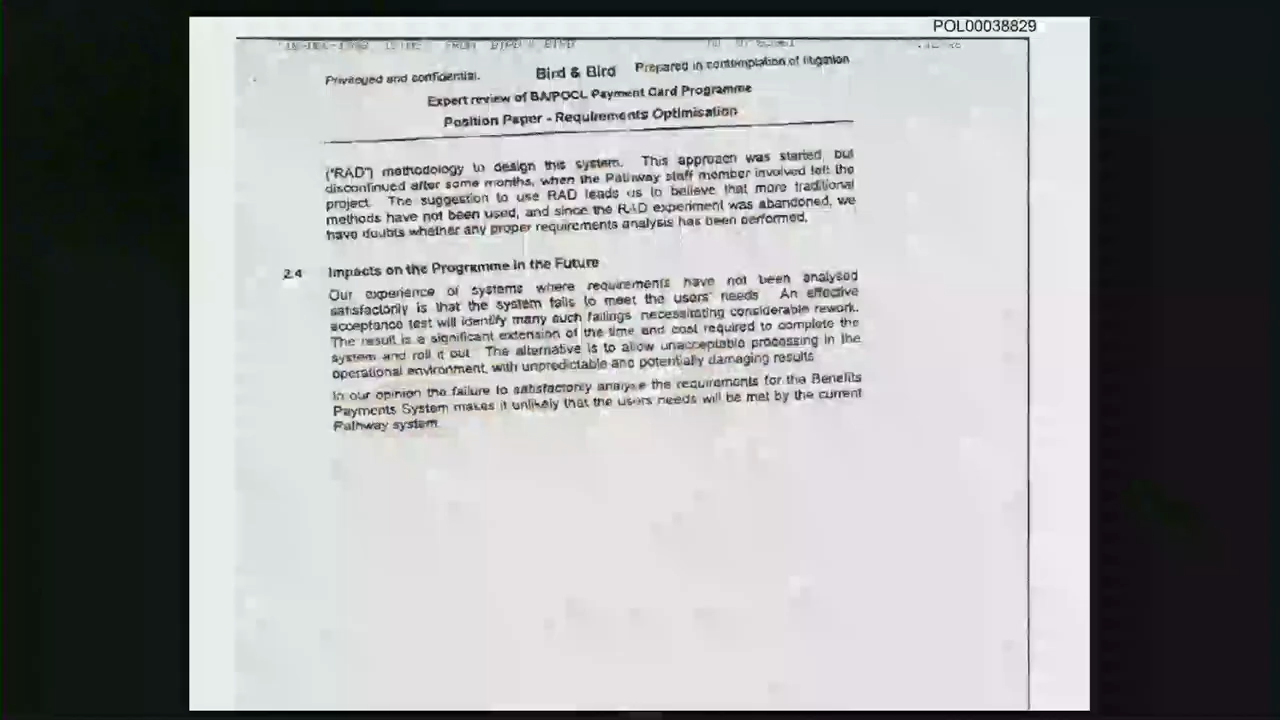 POL00038829
FROM BIRD & BIRD
Privileged and confidential. Bird & Bird Prepared in contemplation of litigation
Expert review of BA/POCL Payment Card Programme
Position Paper - Requirements Optimisation
("RAD") methodology to design this system. This approach was started, but
discontinued after some months, when the Pathway staff member involved left the
project. The suggestion to use RAD leads us to believe that more traditional
methods have not been used, and since the RAD experiment was abandoned, we
have doubts whether any proper requirements analysis has been performed.
2.4 Impacts on the Programme in the Future
Our experience of systems where requirements have not been analysed
satisfactorily is that the system fails to meet the users' needs. An effective
acceptance test will identify many such failings necessitating considerable rework.
The result is a significant extension of the time and cost required to complete the
system and roll it out. The alternative is to allow unacceptable processing in the
operational environment, with unpredictable and potentially damaging results
In our opinion the failure to satisfactorily analyse the requirements for the Benefits
Payments System makes it unlikely that the users needs will be met by the current
Pathway system.